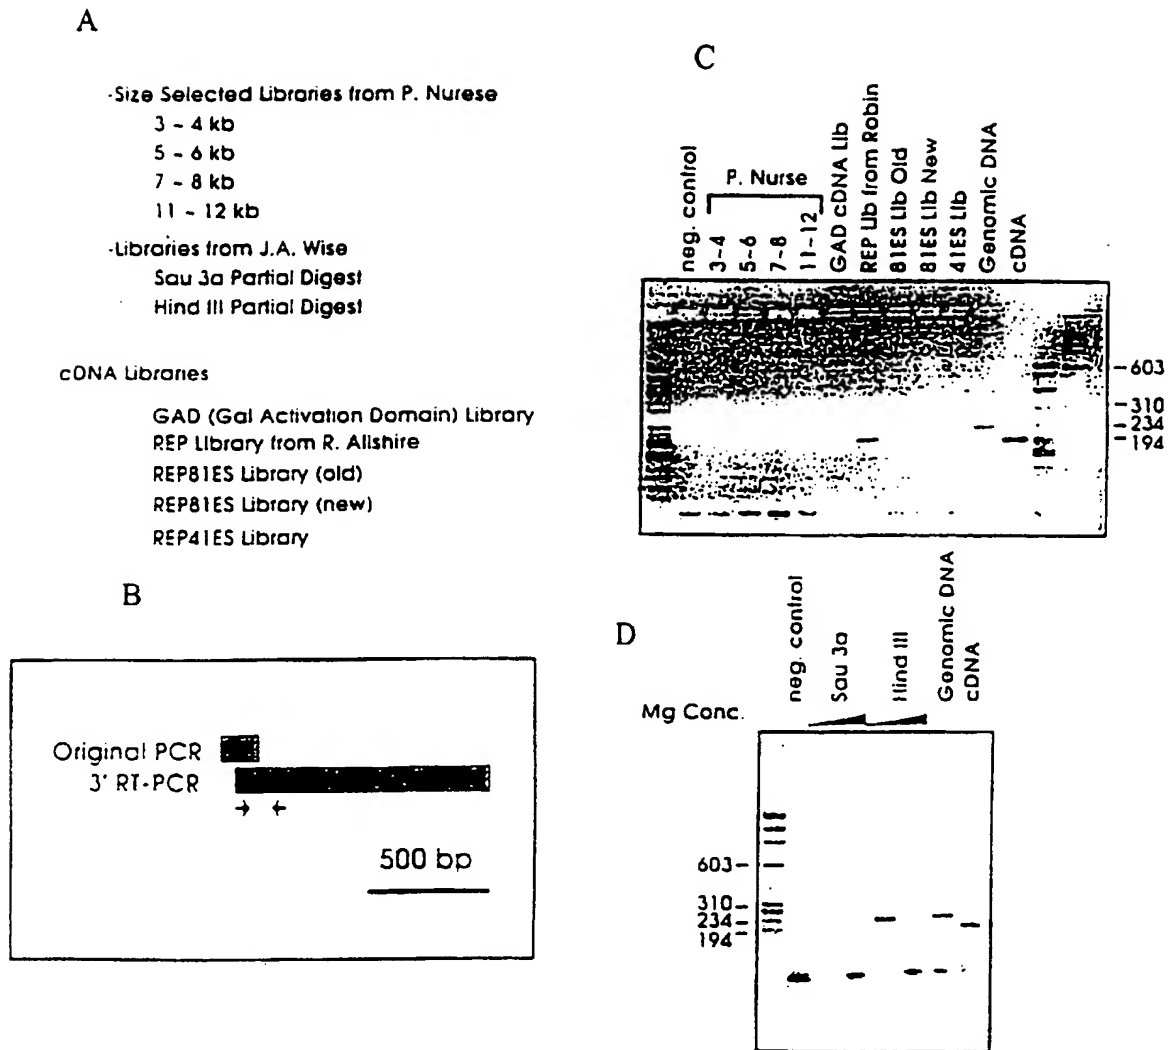 A
-Size Selected Libraries from P. Nurese
3 - 4 kb
5 - 6 kb
7 - 8 kb
11 - 12 kb
-Libraries from J.A. Wise
Sau 3a Partial Digest
Hind III Partial Digest
cDNA Libraries
GAD (Gal Activation Domain) Library
REP Library from R. Allshire
REP81ES Library (old)
REP81ES Library (new)
REP41ES Library
B
Original PCR
3' RT-PCR
500 bp
C
neg. control
P. Nurse
3-4
5-6
7-8
11-12
GAD cDNA Lib
REP Lib from Robin
81ES Lib Old
81ES Lib New
41ES Lib
Genomic DNA
cDNA
-603
-310
-234
-194
D
neg. control
Sau 3a
Hind III
Genomic DNA
cDNA
Mg Conc.
603-
310-
234-
194